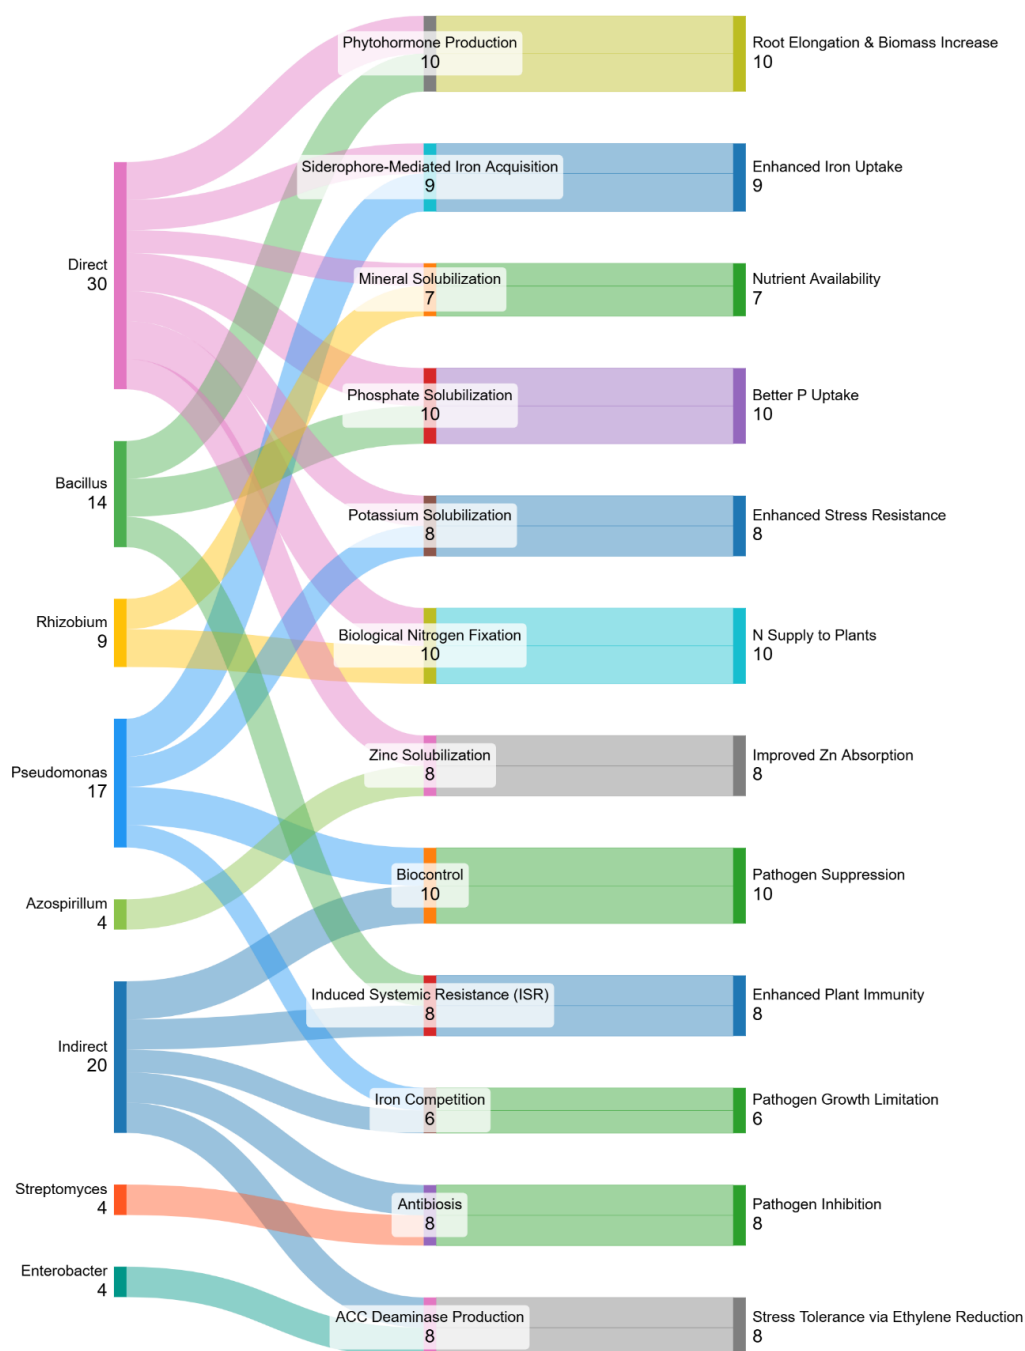 Direct
30
Bacillus
14
Rhizobium
9
Pseudomonas
17
Azospirillum
4
Indirect
20
Streptomyces
4
Enterobacter
4
Phytohormone Production
10
Siderophore-Mediated Iron Acquisition
9
Mineral Solubilization
7
Phosphate Solubilization
10
Potassium Solubilization
8
Biological Nitrogen Fixation
10
Zinc Solubilization
8
Biocontrol
10
Induced Systemic Resistance (ISR)
8
Iron Competition
6
Antibiosis
8
ACC Deaminase Production
8
Root Elongation & Biomass Increase
10
Enhanced Iron Uptake
9
Nutrient Availability
7
Better P Uptake
10
Enhanced Stress Resistance
8
N Supply to Plants
10
Improved Zn Absorption
8
Pathogen Suppression
10
Enhanced Plant Immunity
8
Pathogen Growth Limitation
6
Pathogen Inhibition
8
Stress Tolerance via Ethylene Reduction
8